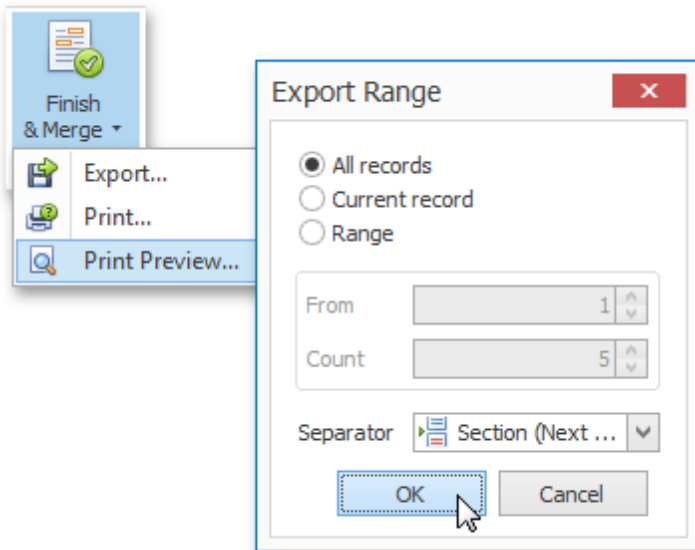 Finish
& Merge
Export...
Print...
Print Preview...
Export Range
All records
Current record
Range
From 1
Count 5
Separator Section (Next ...
OK Cancel